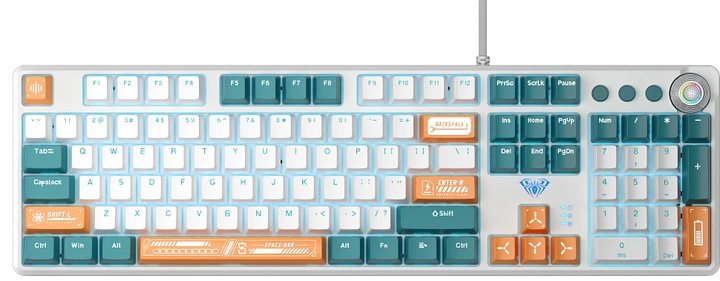 F1 F2 F3 F4 F5 F6 F7 F8 F9 F10 F11 F12 PrtSc ScrLk Pause
~ 1! 2@ 3# 4$ 5% 6^ 7& 8* 9( 0) BACKSPACE Ins Home PgUp Num / * -
Tab Q W E R T Y U I O P [ ] \ | Del End PgDn 7 8 9 +
Capslock A S D F G H J K L ENTER-R 4 5 6
SHIFT-L Z X C V B N M < > / ? Shift 1 2 3
Ctrl Win Alt SPACE-BAR Alt Fn Ctrl 0 Ins . Del